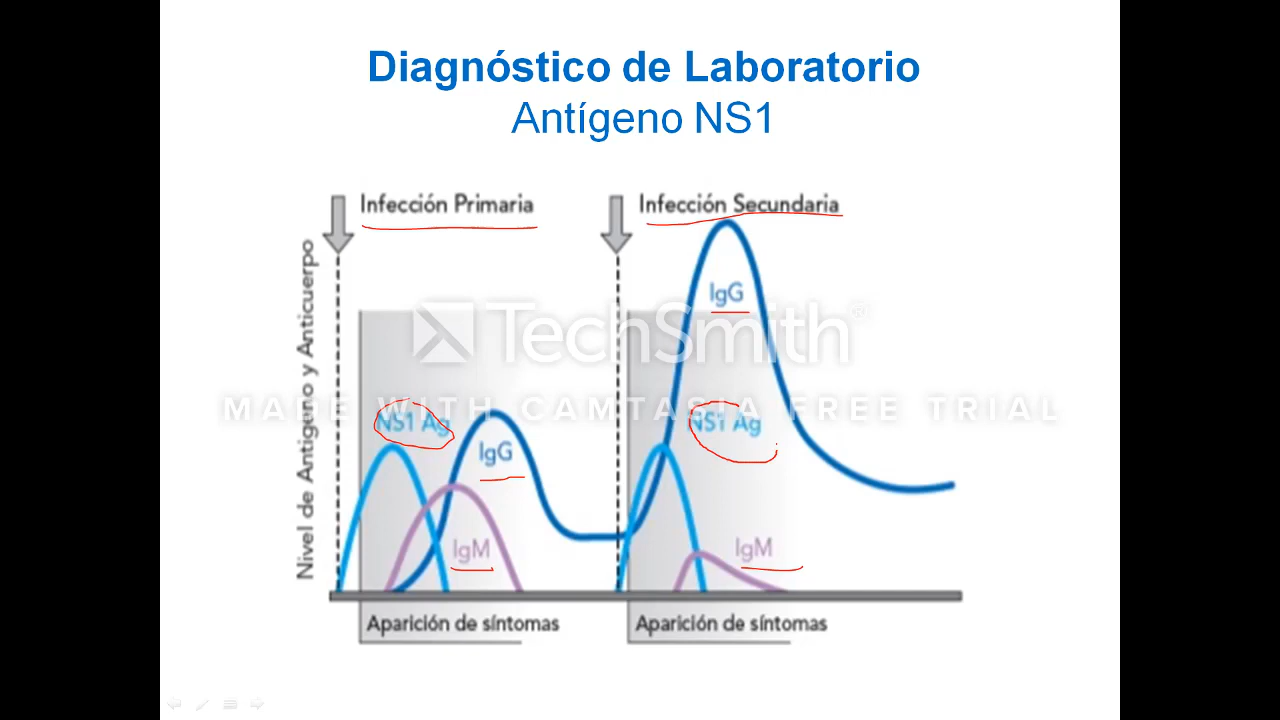 Diagnóstico de Laboratorio
Antígeno NS1
Infección Primaria
Infección Secundaria
Nivel de Antígeno y Anticuerpo
IgG
TechSmith®
MADE WITH CAMTASIA FREE TRIAL
NS1 Ag
NS1 Ag
IgG
IgM
IgM
Aparición de síntomas
Aparición de síntomas